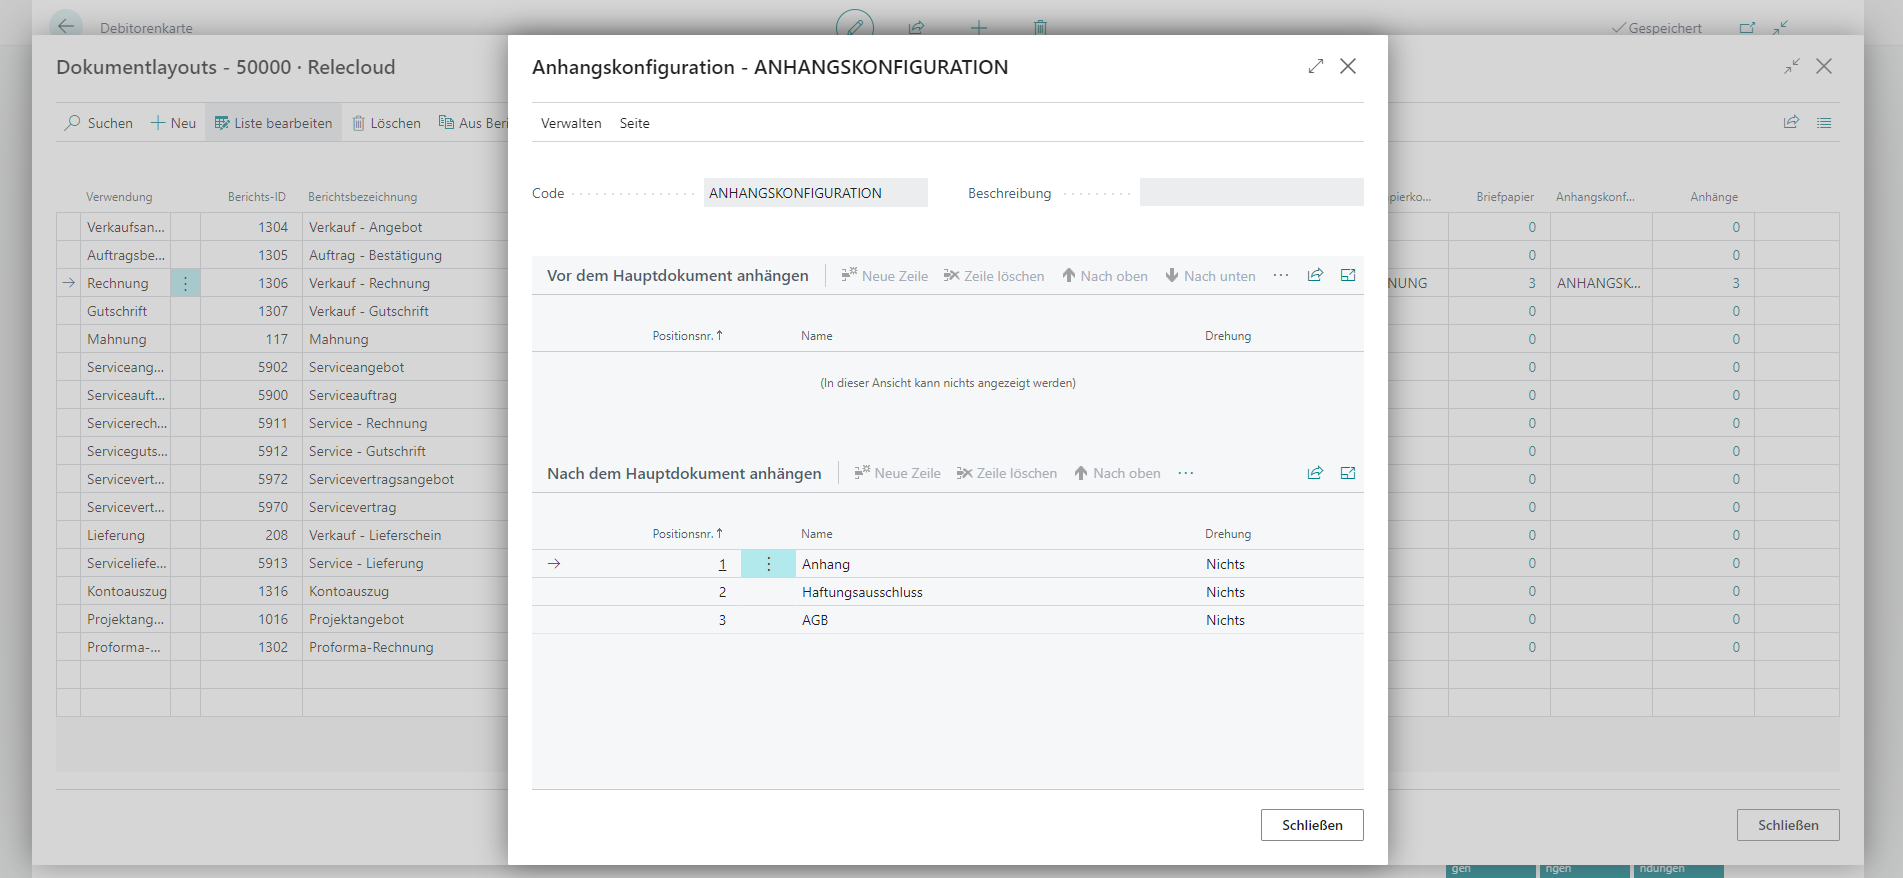 Debitorenkarte
Gespeichert
Dokumentlayouts - 50000 · Relecloud
Suchen Neu Liste bearbeiten Löschen Aus Beri
Verwendung Berichts-ID Berichtsbezeichnung
Verkaufsan... 1304 Verkauf - Angebot
Auftragsbe... 1305 Auftrag - Bestätigung
Rechnung 1306 Verkauf - Rechnung
Gutschrift 1307 Verkauf - Gutschrift
Mahnung 117 Mahnung
Serviceang... 5902 Serviceangebot
Serviceauft... 5900 Serviceauftrag
Servicerech... 5911 Service - Rechnung
Serviceguts... 5912 Service - Gutschrift
Servicevert... 5972 Servicevertragsangebot
Servicevert... 5970 Servicevertrag
Lieferung 208 Verkauf - Lieferschein
Serviceliefe... 5913 Service - Lieferung
Kontoauszug 1316 Kontoauszug
Projektang... 1016 Projektangebot
Proforma-... 1302 Proforma-Rechnung
Anhangskonfiguration - ANHANGSKONFIGURATION
Verwalten Seite
Code ANHANGSKONFIGURATION Beschreibung
Vor dem Hauptdokument anhängen Neue Zeile Zeile löschen Nach oben Nach unten ...
Positionsnr. ↑ Name Drehung
(In dieser Ansicht kann nichts angezeigt werden)
Nach dem Hauptdokument anhängen Neue Zeile Zeile löschen Nach oben ...
Positionsnr. ↑ Name Drehung
1 Anhang Nichts
2 Haftungsausschluss Nichts
3 AGB Nichts
Schließen
pierko... Briefpapier Anhangskonf... Anhänge
0 0
0 0
NUNG 3 ANHANGSK... 3
0 0
0 0
0 0
0 0
0 0
0 0
0 0
0 0
0 0
0 0
0 0
0 0
0 0
Schließen
gen ngen ndungen